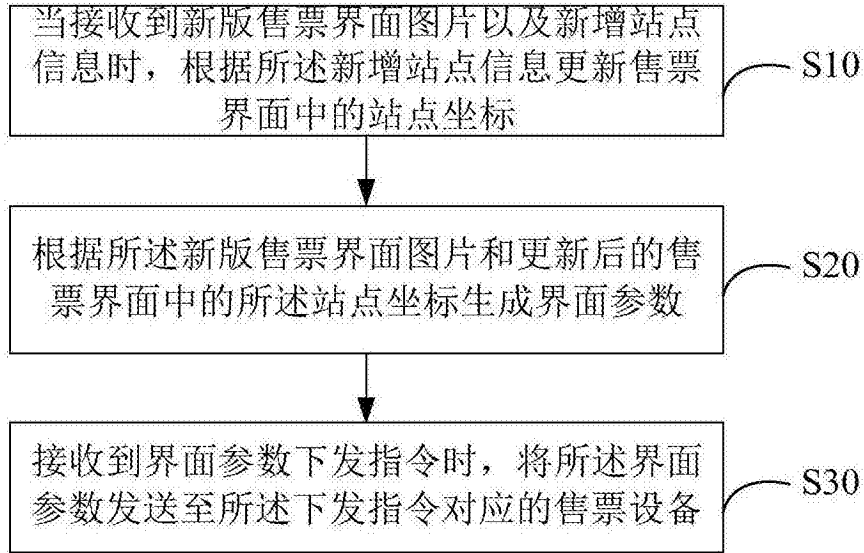 当接收到新版售票界面图片以及新增站点
信息时，根据所述新增站点信息更新售票
界面中的站点坐标
S10
根据所述新版售票界面图片和更新后的售
票界面中的所述站点坐标生成界面参数
S20
接收到界面参数下发指令时，将所述界面
参数发送至所述下发指令对应的售票设备
S30